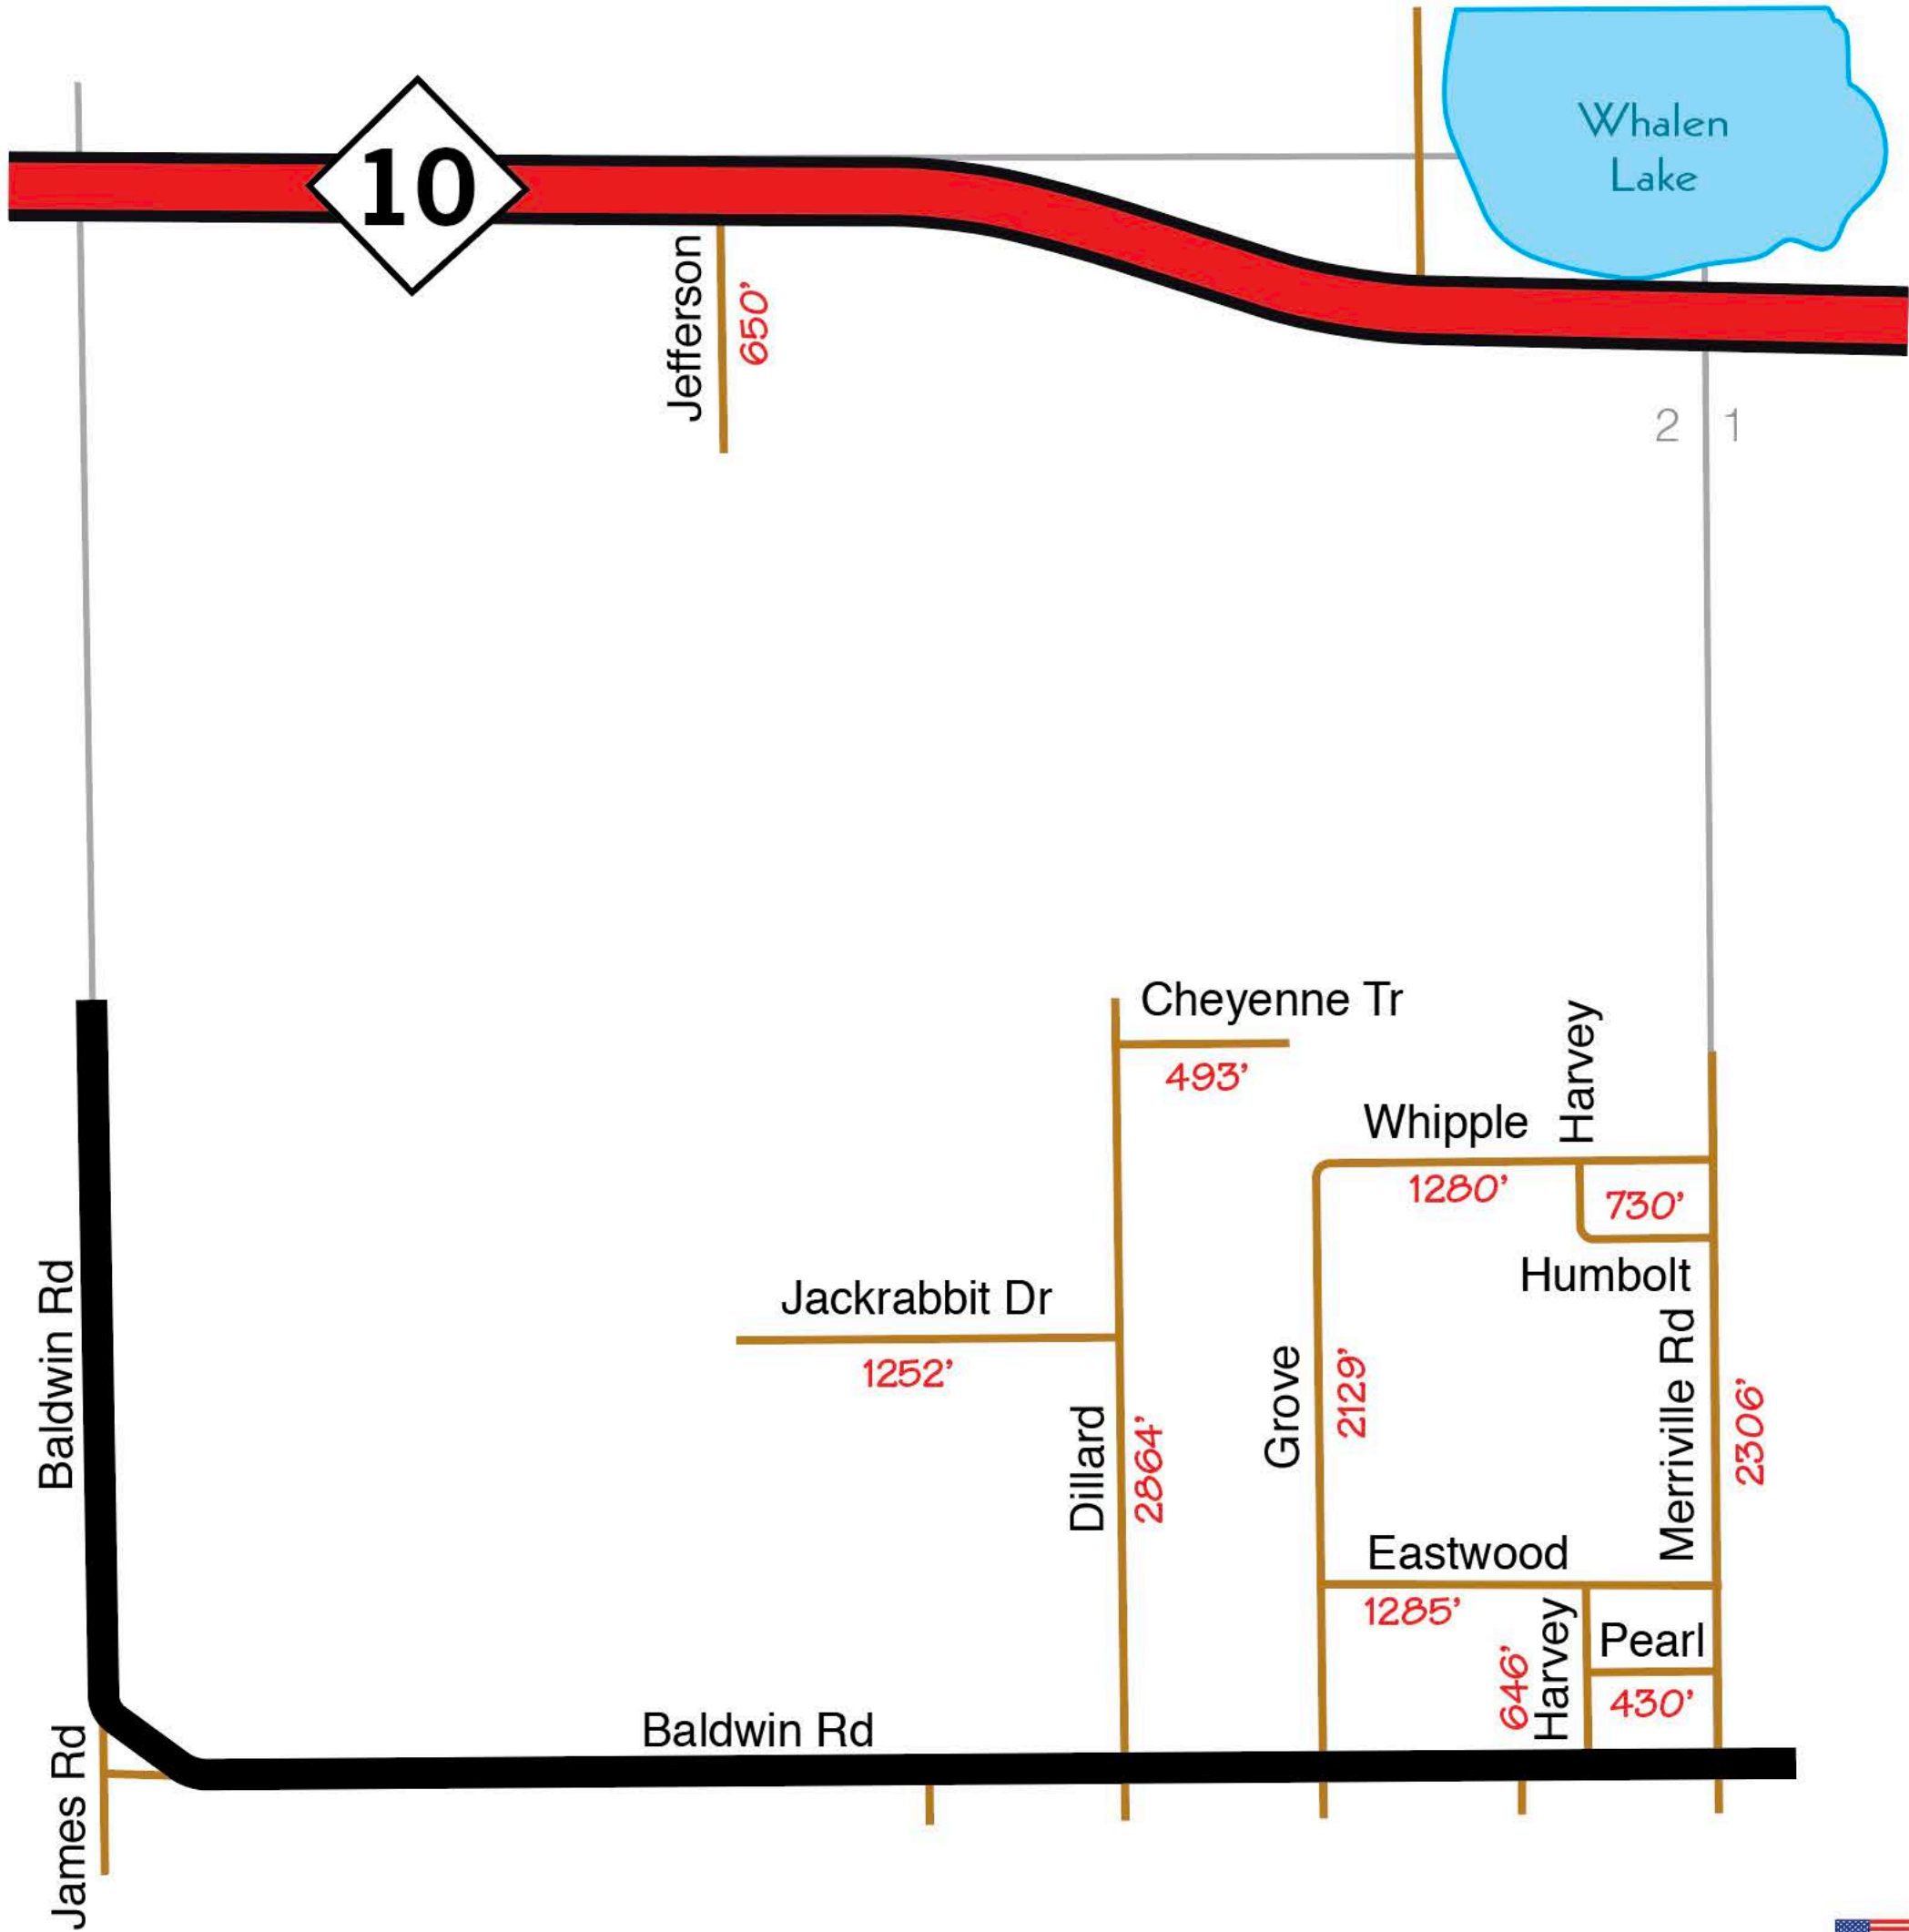 Whalen
Lake
10
Jefferson
650'
2
1
Cheyenne Tr
493'
Harvey
Whipple
1280'
730'
Humbolt
Baldwin Rd
Jackrabbit Dr
1252'
Dillard
2864'
Grove
2129'
Merriville Rd
2306'
Eastwood
1285'
646'
Harvey
Pearl
430'
Baldwin Rd
James Rd